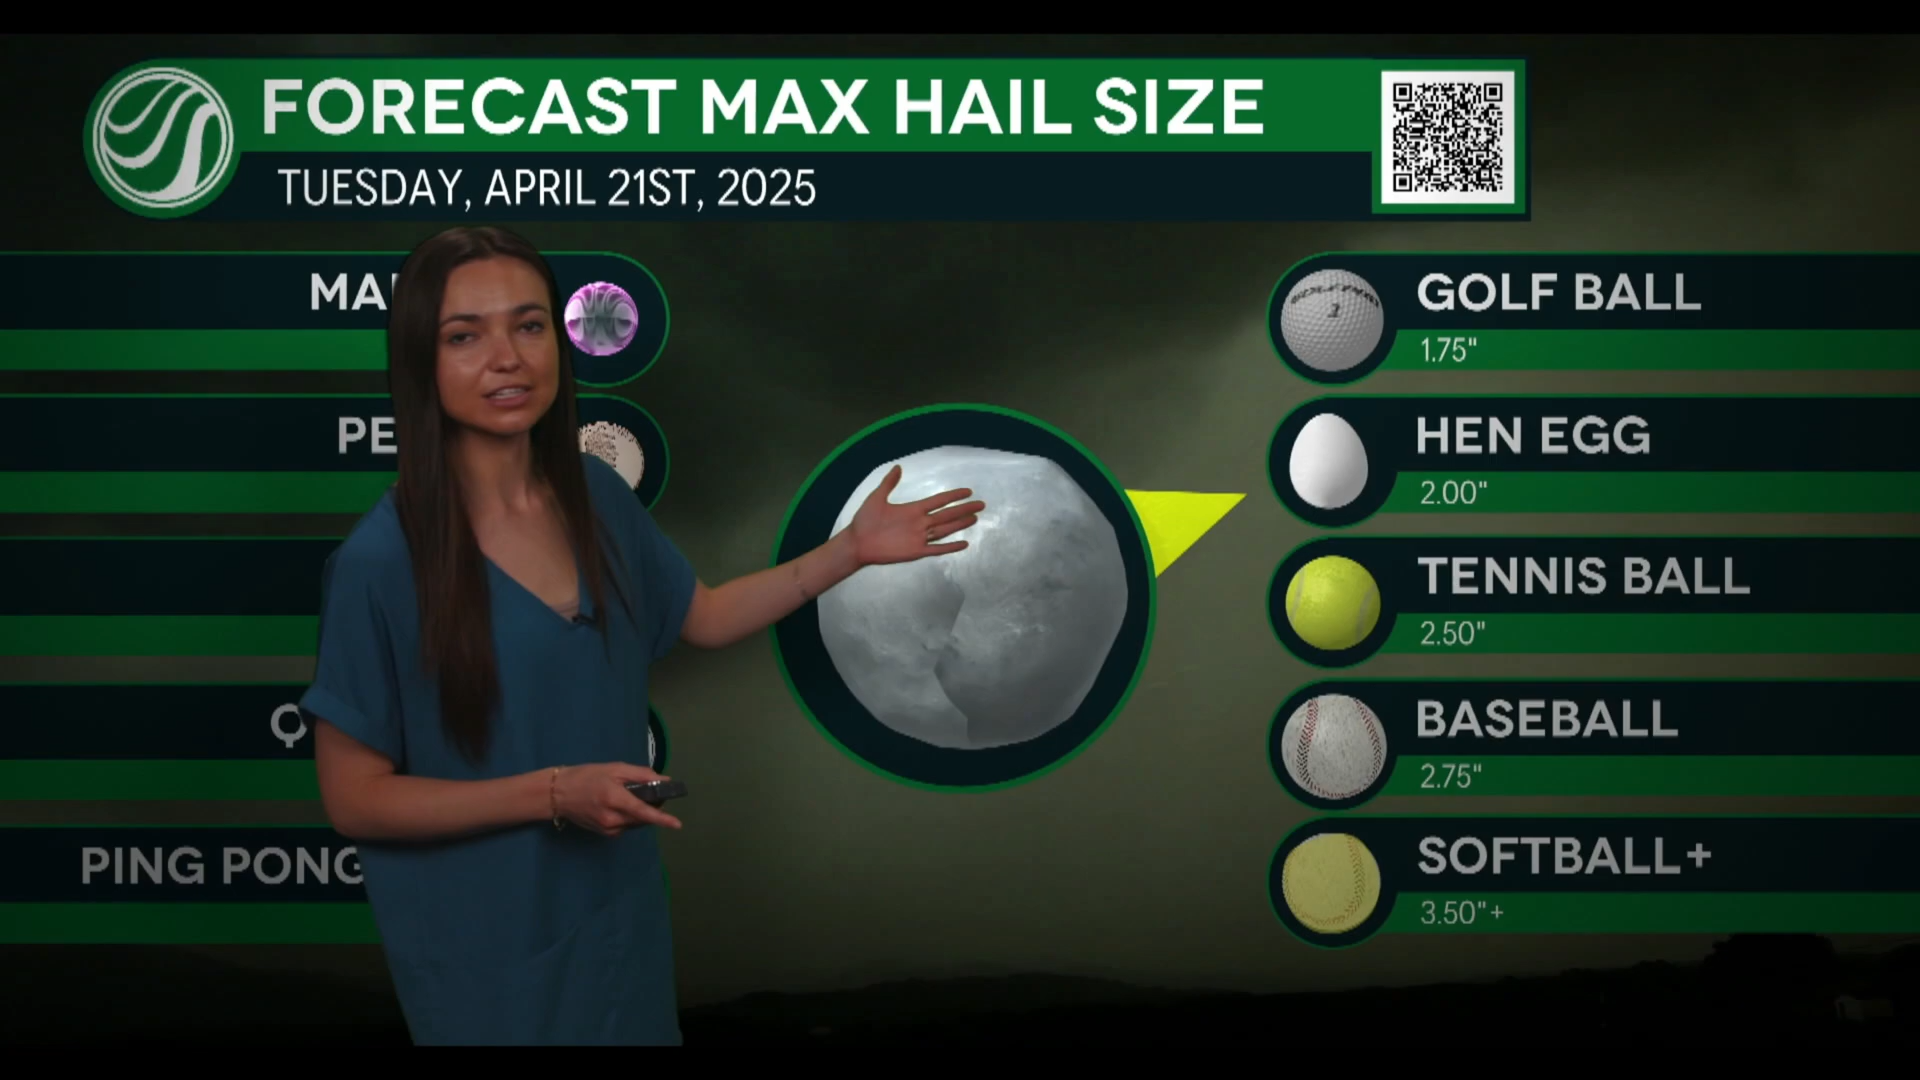 FORECAST MAX HAIL SIZE
TUESDAY, APRIL 21ST, 2025
GOLF BALL
1.75"
HEN EGG
2.00"
TENNIS BALL
2.50"
BASEBALL
2.75"
PING PONG
SOFTBALL+
3.50"+